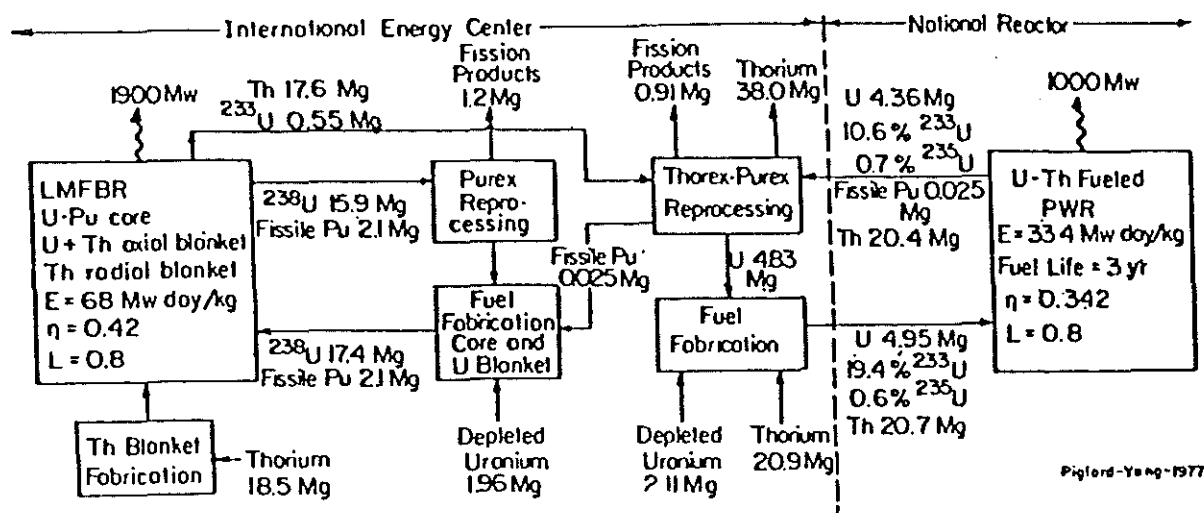 International Energy Center
National Reactor
1900 Mw
Th 17.6 Mg
233U 0.55 Mg
Fission
Products
1.2 Mg
Fission
Products
0.91 Mg
Thorium
38.0 Mg
U 4.36 Mg
10.6 % 233U
0.7 % 235U
Fissile Pu 0.025
Mg
Th 20.4 Mg
1000 Mw
LMFBR
U-Pu core
U + Th axial blanket
Th radial blanket
E = 68 Mw day/kg
η = 0.42
L = 0.8
238U 15.9 Mg
Fissile Pu 2.1 Mg
Purex
Repro-
cessing
Thorex-Purex
Reprocessing
U-Th Fueled
PWR
E = 33.4 Mw day/kg
Fuel Life = 3 yr
η = 0.342
L = 0.8
Fissile Pu
0.025 Mg
U 4.83
Mg
238U 17.4 Mg
Fissile Pu 2.1 Mg
Fuel
Fabrication
Core and
U Blanket
Fuel
Fabrication
U 4.95 Mg
19.4 % 233U
0.6 % 235U
Th 20.7 Mg
Th Blanket
Fabrication
Thorium
18.5 Mg
Depleted
Uranium
1.96 Mg
Depleted
Uranium
2.11 Mg
Thorium
20.9 Mg
Pigford-Yang-1977